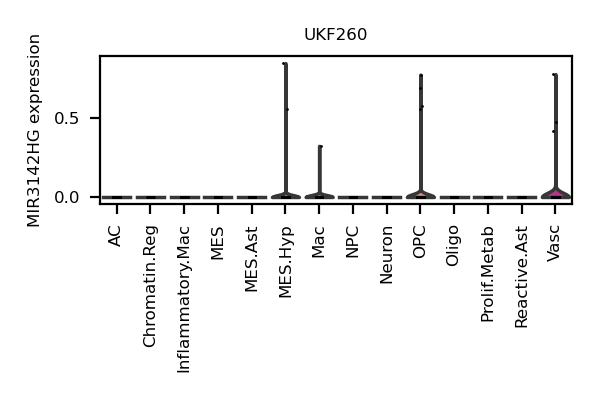 UKF260
MIR3142HG expression
0.5
0.0
AC
Chromatin.Reg
Inflammatory.Mac
MES
MES.Ast
MES.Hyp
Mac
NPC
Neuron
OPC
Oligo
Prolif.Metab
Reactive.Ast
Vasc